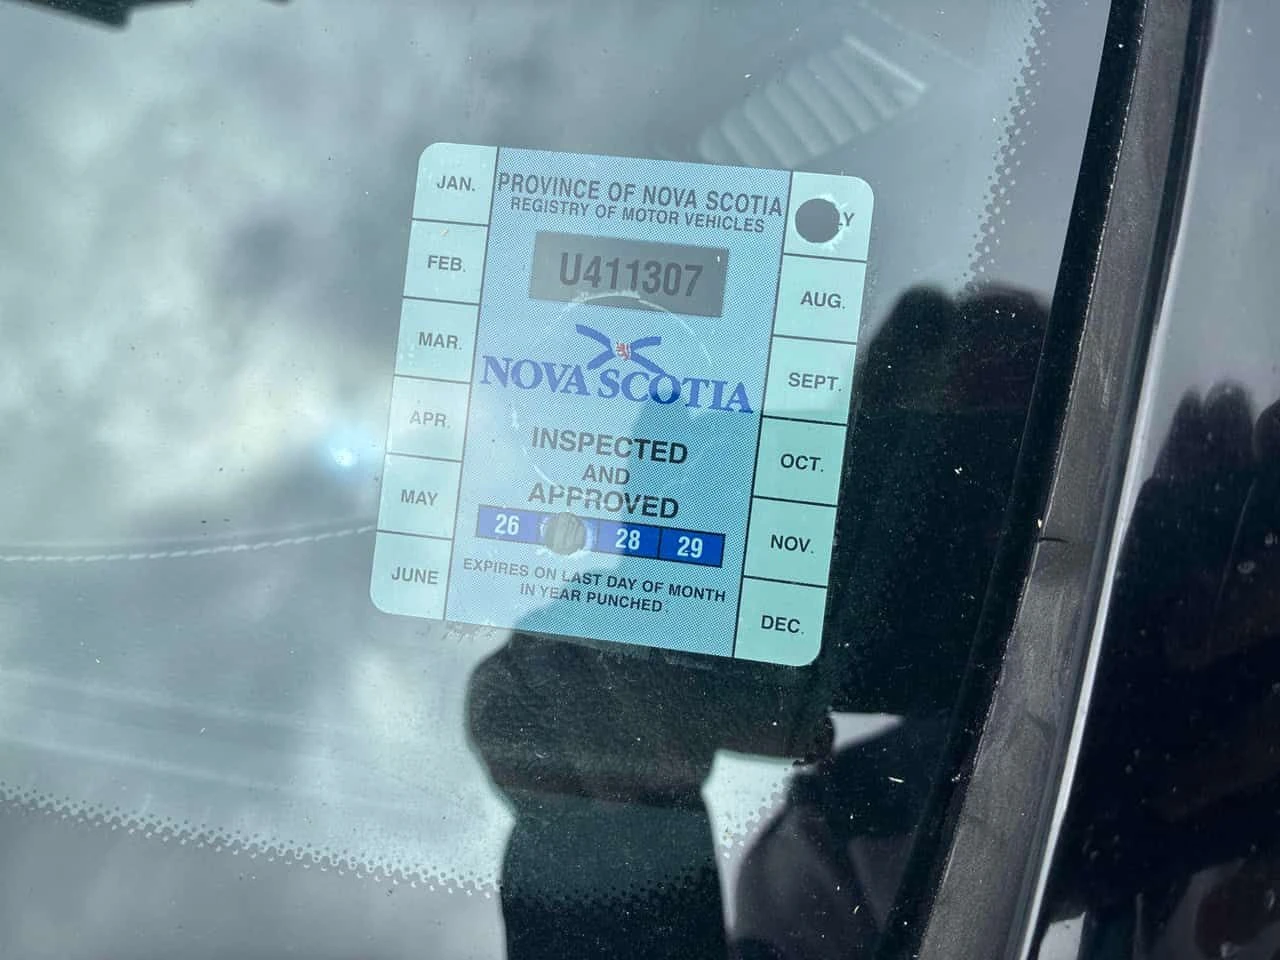 PROVINCE OF NOVA SCOTIA
REGISTRY OF MOTOR VEHICLES
U411307
NOVA SCOTIA
INSPECTED
AND
APPROVED
26 28 29
EXPIRES ON LAST DAY OF MONTH
IN YEAR PUNCHED.
JAN.
FEB.
MAR.
APR.
MAY
JUNE
AUG.
SEPT.
OCT.
NOV.
DEC.